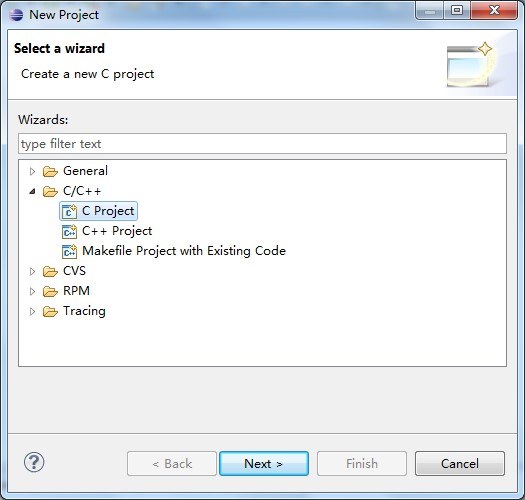 New Project
Select a wizard
Create a new C project
Wizards:
type filter text
General
C/C++
C Project
C++ Project
Makefile Project with Existing Code
CVS
RPM
Tracing
? < Back Next > Finish Cancel